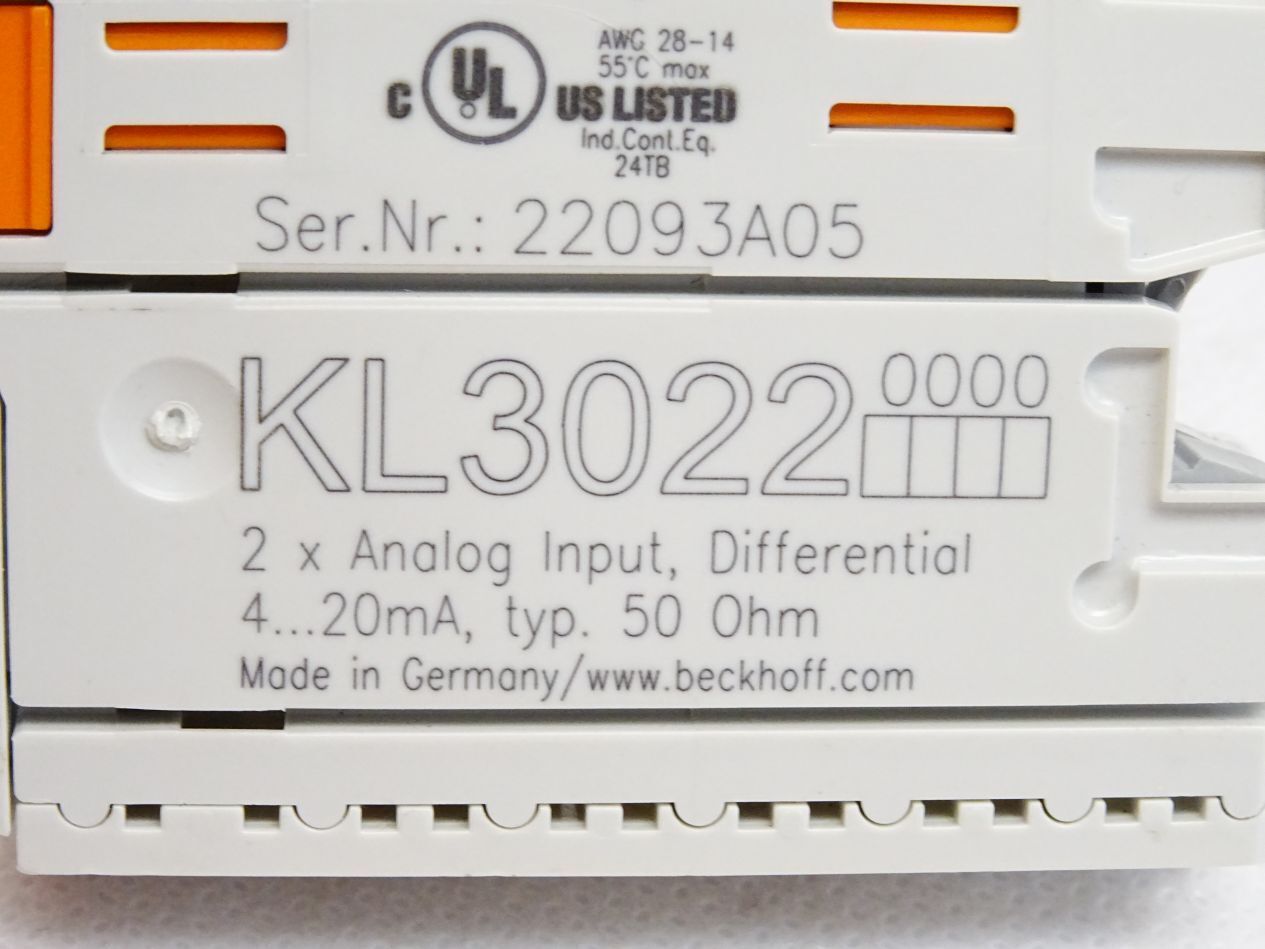 AWG 28-14
55°C max
C UL US LISTED
Ind.Cont.Eq.
24TB
Ser.Nr.: 22093A05
KL3022 0000
2 x Analog Input, Differential
4...20mA, typ. 50 Ohm
Made in Germany/www.beckhoff.com